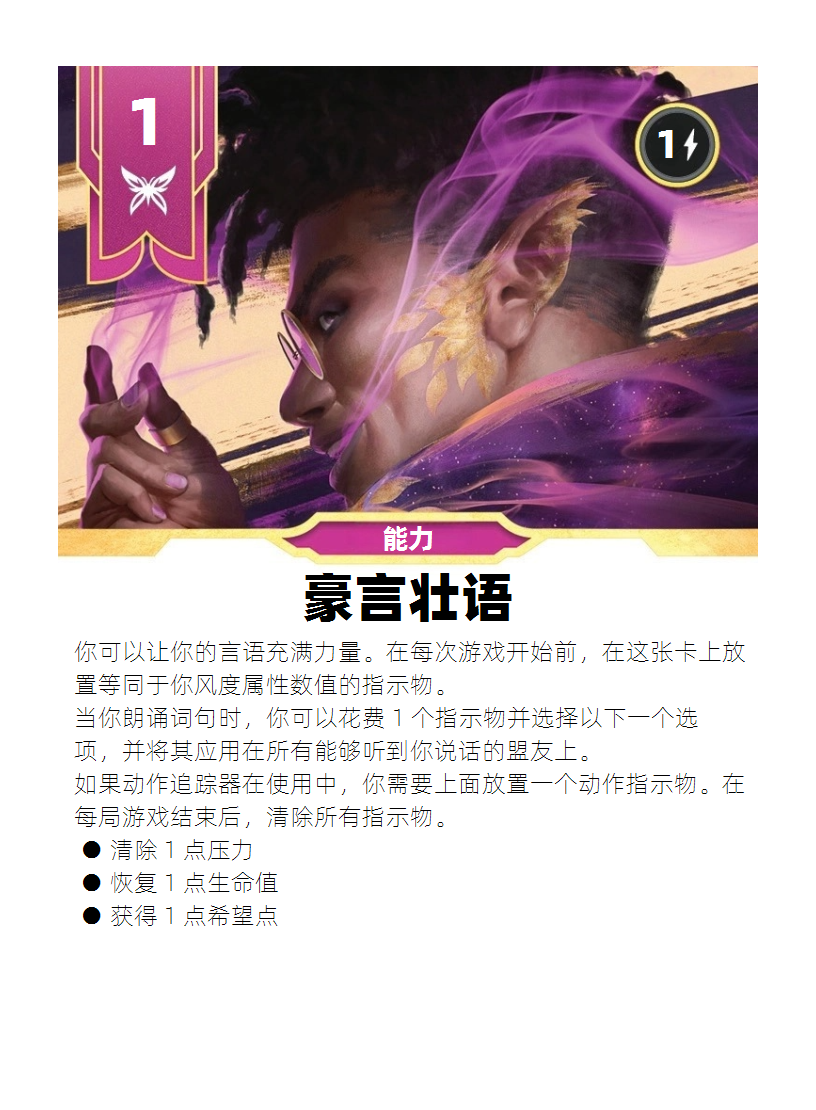 1
1
能力
豪言壮语
你可以让你的言语充满力量。在每次游戏开始前，在这张卡上放
置等同于你风度属性数值的指示物。
当你朗诵词句时，你可以花费 1 个指示物并选择以下一个选
项，并将其应用在所有能够听到你说话的盟友上。
如果动作追踪器在使用中，你需要上面放置一个动作指示物。在
每局游戏结束后，清除所有指示物。
● 清除 1 点压力
● 恢复 1 点生命值
● 获得 1 点希望点